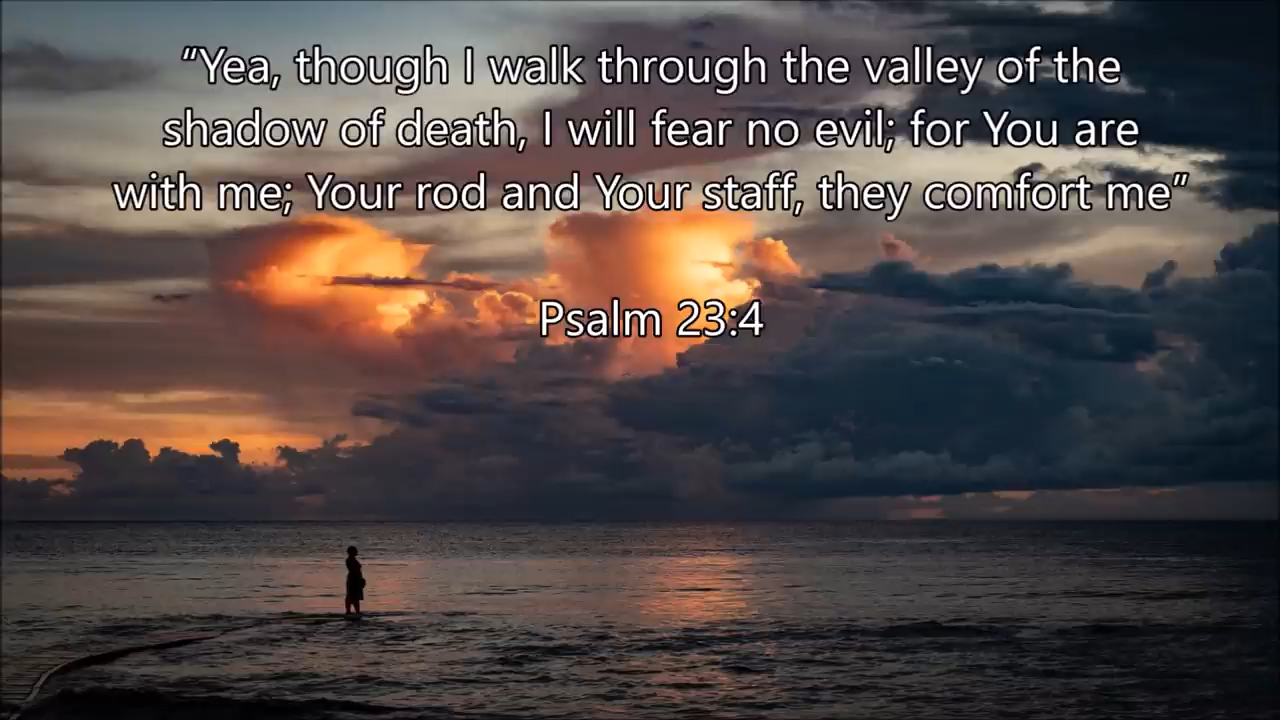 “Yea, though I walk through the valley of the
shadow of death, I will fear no evil; for You are
with me; Your rod and Your staff, they comfort me”
Psalm 23:4